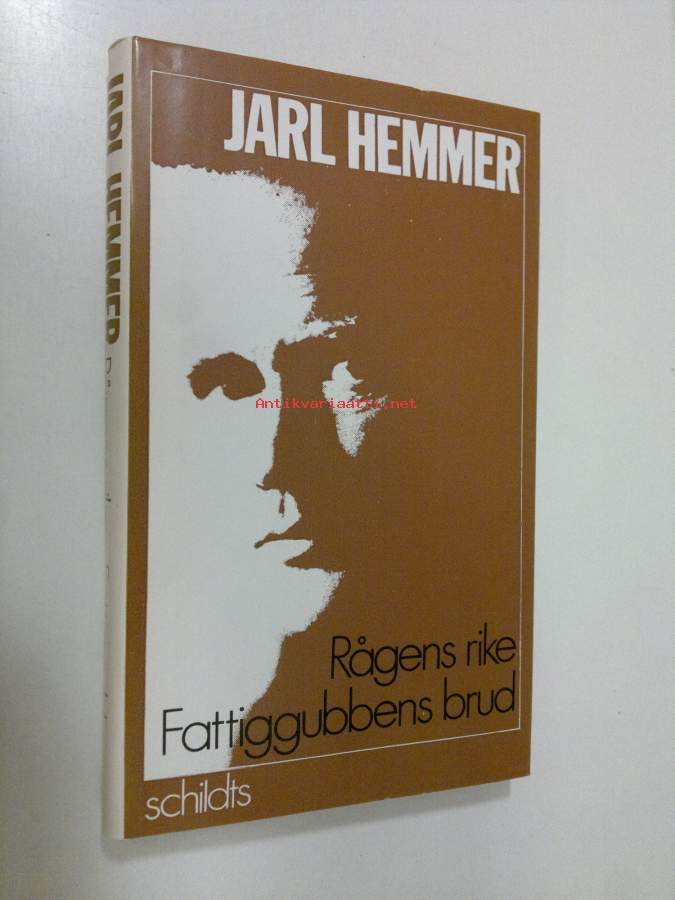 JARL HEMMER
Rågens rike
Fattiggubbens brud
schildts
JARL HEMMER
Antikvariaatti.net